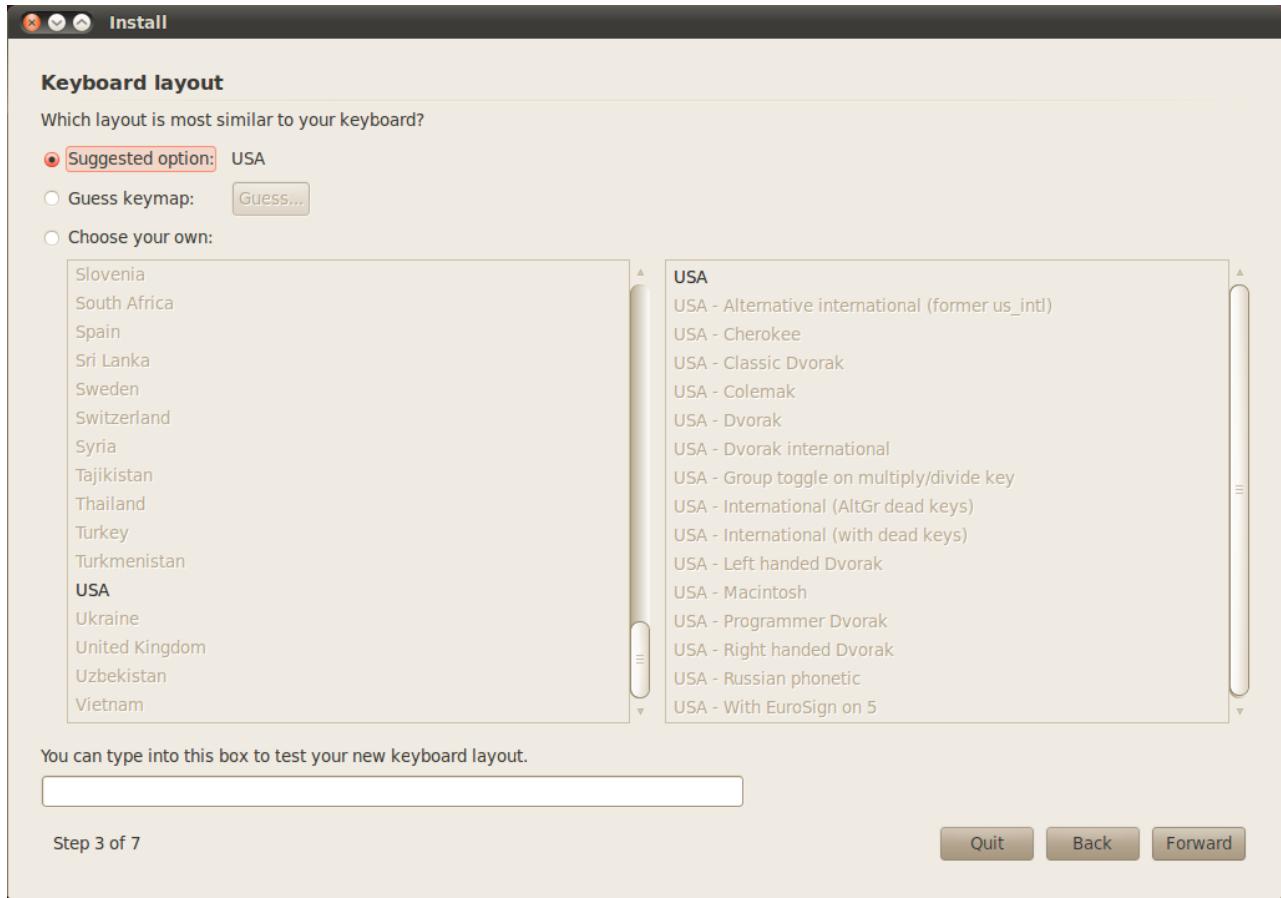 Install
Keyboard layout
Which layout is most similar to your keyboard?
Suggested option: USA
Guess keymap: Guess...
Choose your own:
Slovenia
South Africa
Spain
Sri Lanka
Sweden
Switzerland
Syria
Tajikistan
Thailand
Turkey
Turkmenistan
USA
Ukraine
United Kingdom
Uzbekistan
Vietnam
USA
USA - Alternative international (former us_intl)
USA - Cherokee
USA - Classic Dvorak
USA - Colemak
USA - Dvorak
USA - Dvorak international
USA - Group toggle on multiply/divide key
USA - International (AltGr dead keys)
USA - International (with dead keys)
USA - Left handed Dvorak
USA - Macintosh
USA - Programmer Dvorak
USA - Right handed Dvorak
USA - Russian phonetic
USA - With EuroSign on 5
You can type into this box to test your new keyboard layout.
Step 3 of 7
Quit Back Forward